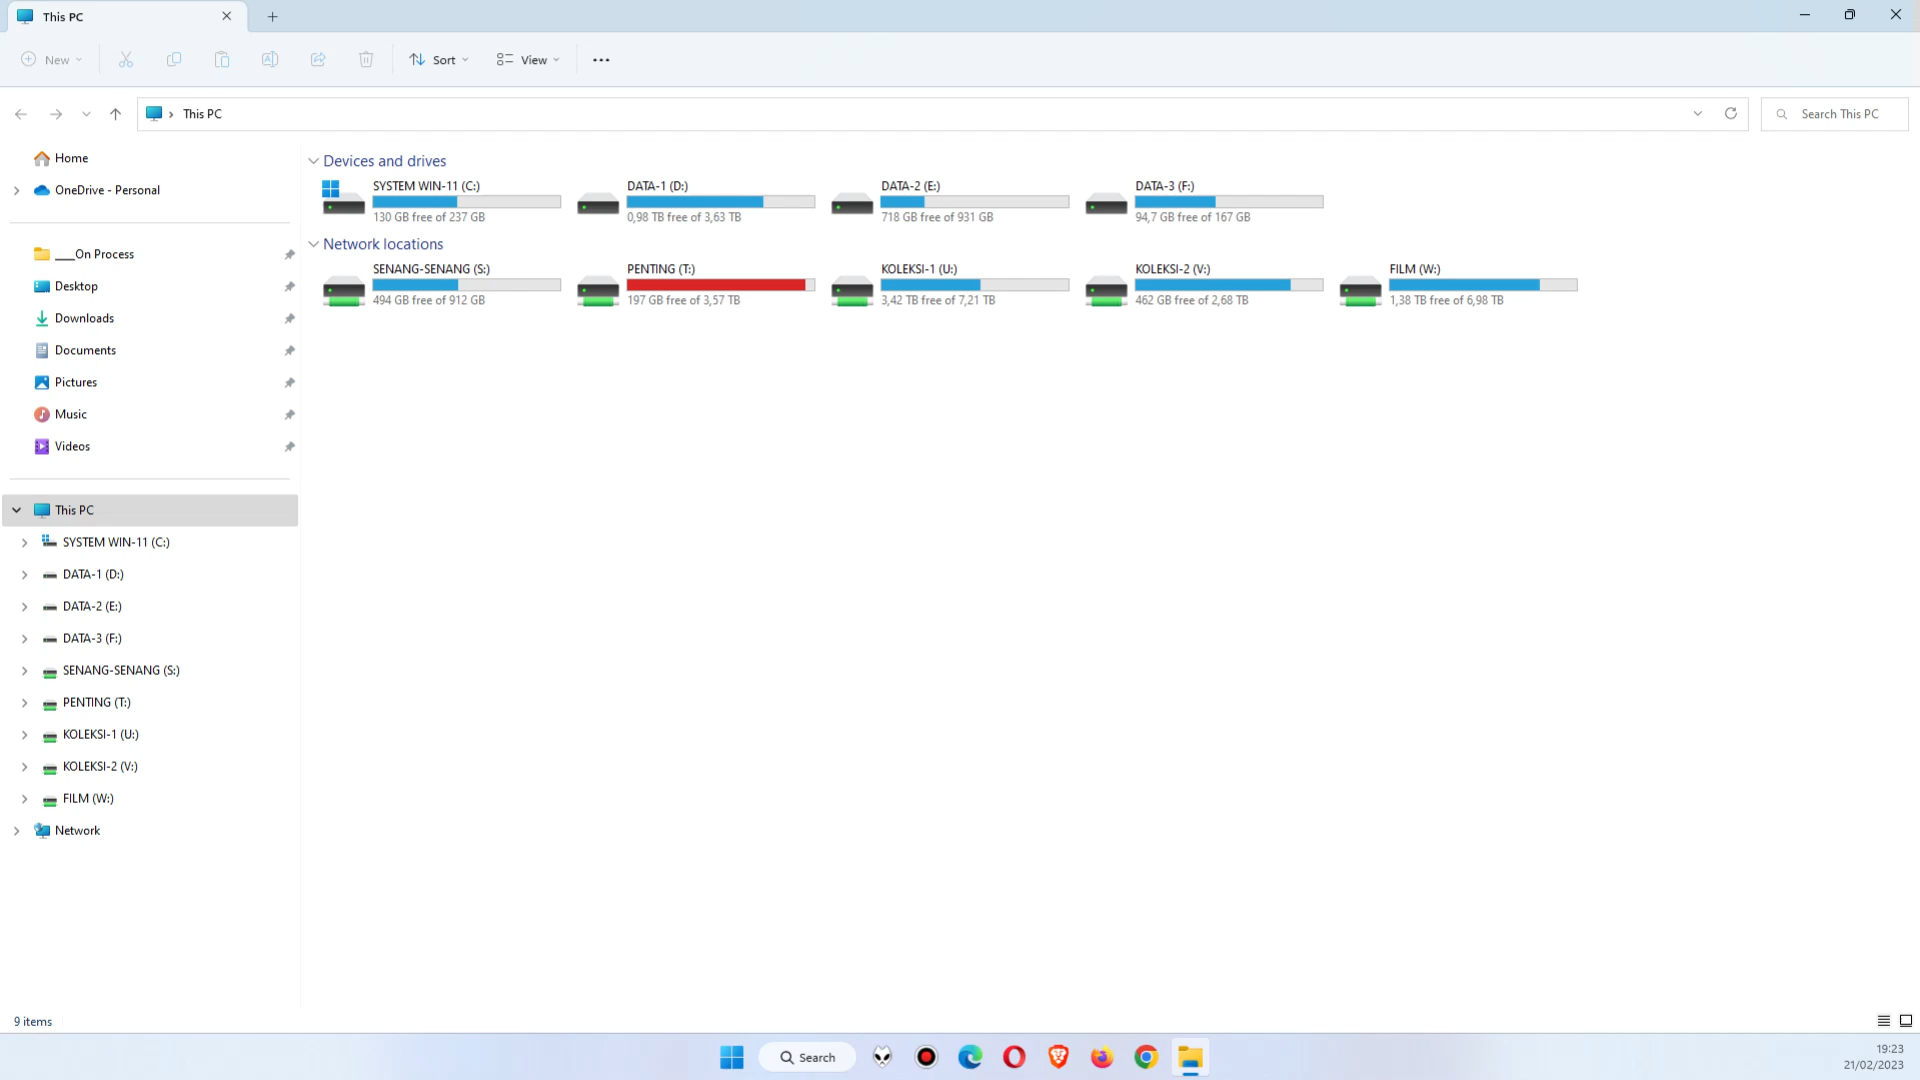 This PC
New
Sort
View
This PC
Search This PC
Home
OneDrive - Personal
___On Process
Desktop
Downloads
Documents
Pictures
Music
Videos
This PC
SYSTEM WIN-11 (C:)
DATA-1 (D:)
DATA-2 (E:)
DATA-3 (F:)
SENANG-SENANG (S:)
PENTING (T:)
KOLEKSI-1 (U:)
KOLEKSI-2 (V:)
FILM (W:)
Network
Devices and drives
SYSTEM WIN-11 (C:)
130 GB free of 237 GB
DATA-1 (D:)
0,98 TB free of 3,63 TB
DATA-2 (E:)
718 GB free of 931 GB
DATA-3 (F:)
94,7 GB free of 167 GB
Network locations
SENANG-SENANG (S:)
494 GB free of 912 GB
PENTING (T:)
197 GB free of 3,57 TB
KOLEKSI-1 (U:)
3,42 TB free of 7,21 TB
KOLEKSI-2 (V:)
462 GB free of 2,68 TB
FILM (W:)
1,38 TB free of 6,98 TB
9 items
Search
19:23
21/02/2023